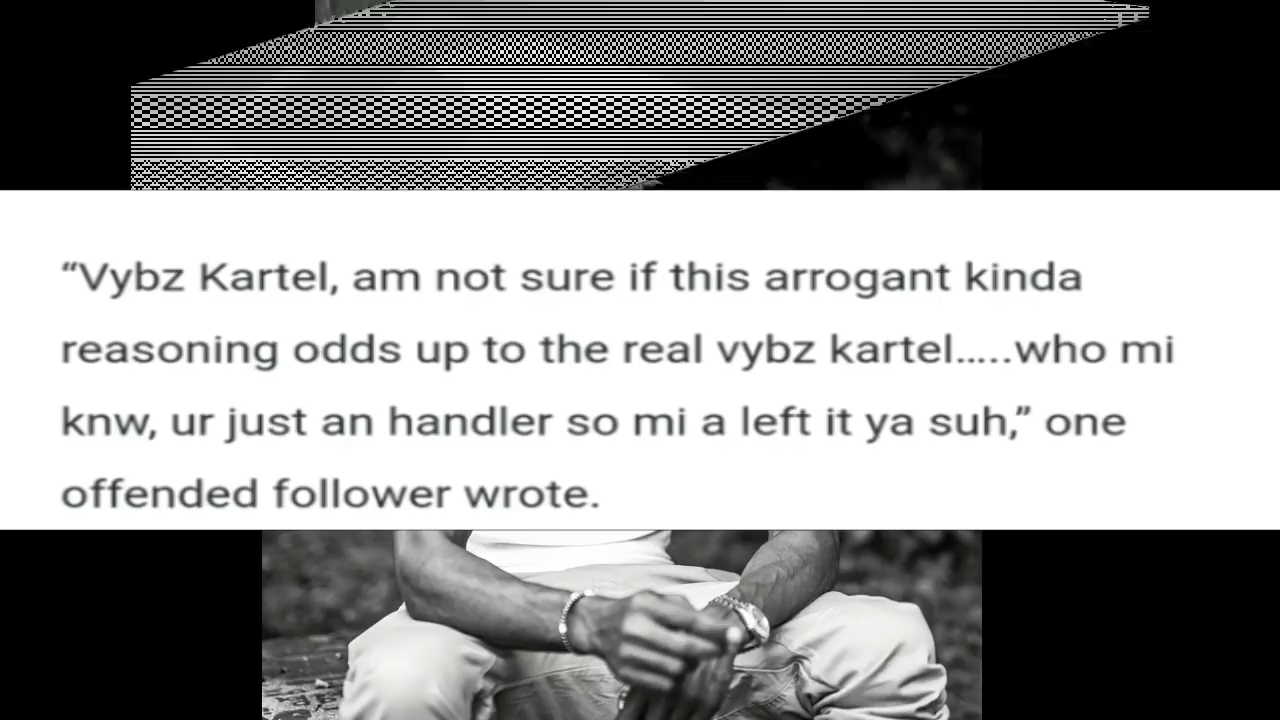 “Vybz Kartel, am not sure if this arrogant kinda
reasoning odds up to the real vybz kartel.....who mi
knw, ur just an handler so mi a left it ya suh,” one
offended follower wrote.